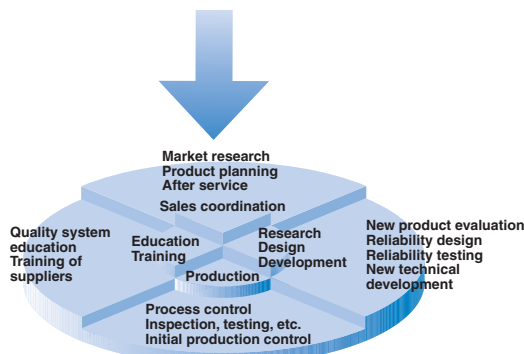 Market research
Product planning
After service
Sales coordination
Quality system
education
Training of
suppliers
Education
Training
Research
Design
Development
New product evaluation
Reliability design
Reliability testing
New technical
development
Production
Process control
Inspection, testing, etc.
Initial production control